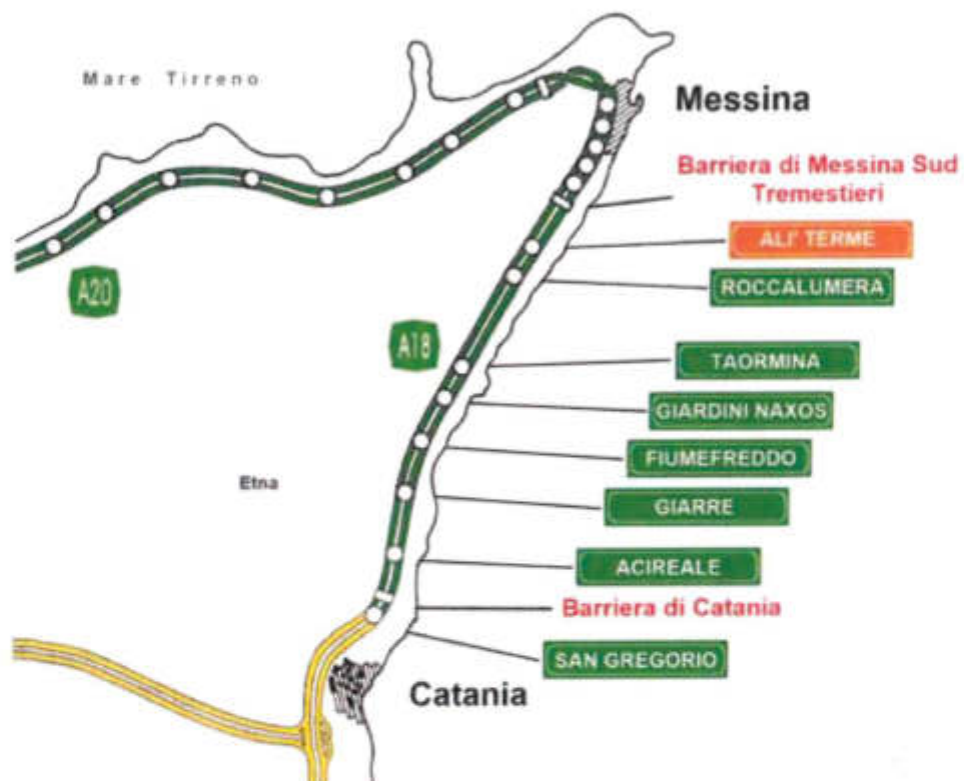 Mare Tirreno
Messina
Barriera di Messina Sud
Tremestieri
ALI' TERME
A20
ROCCALUMERA
A18
TAORMINA
GIARDINI NAXOS
FIUMEFREDDO
Etna
GIARRE
ACIREALE
Barriera di Catania
SAN GREGORIO
Catania